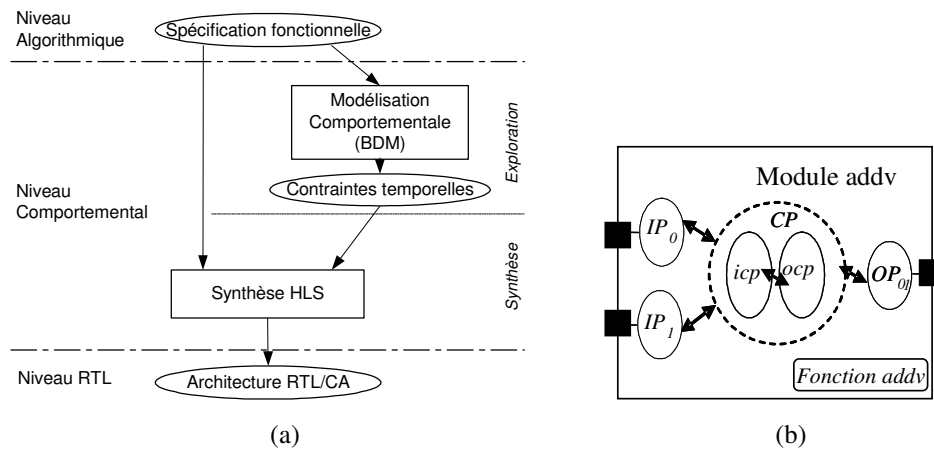 Niveau
Algorithmique
Spécification fonctionnelle
Modélisation
Comportementale
(BDM)
Exploration
Contraintes temporelles
Niveau
Comportemental
Synthèse HLS
Synthèse
Niveau RTL
Architecture RTL/CA
(a)
Module addv
CP
IP0
icp
ocp
OP01
IP1
Fonction addv
(b)